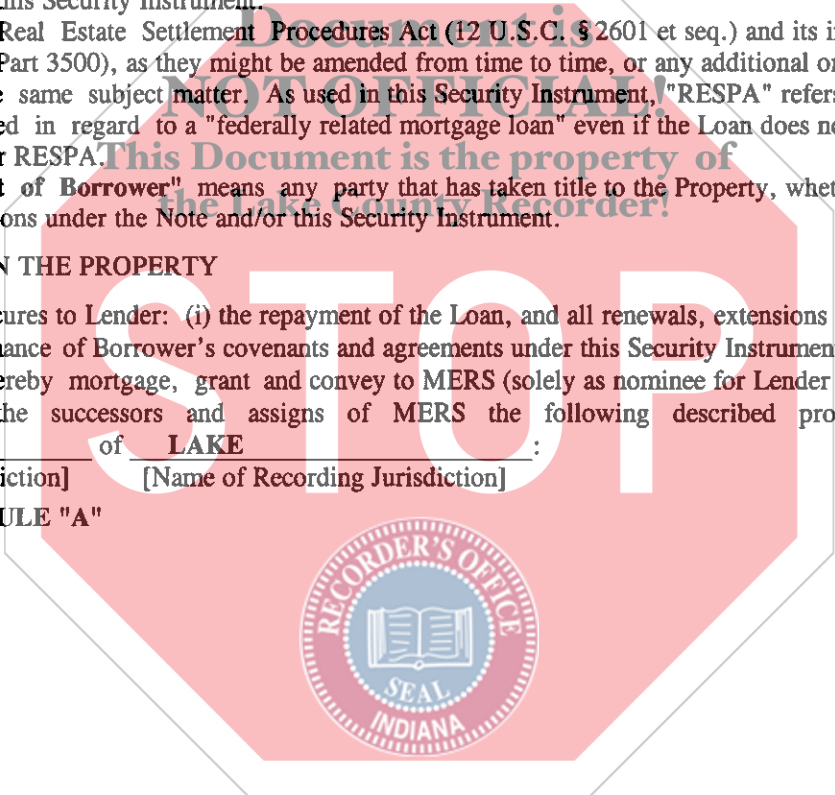 this Security Instrument.
Document is
Real Estate Settlement Procedures Act (12 U.S.C. § 2601 et seq.) and its
Part 3500), as they might be amended from time to time, or any additional or
NOT OFFICIAL!
same subject matter. As used in this Security Instrument, "RESPA" refers
ed in regard to a "federally related mortgage loan" even if the Loan does
r RESPA.
This Document is the property of
t of Borrower" means any party that has taken title to the Property,
the Lake County Recorder!
ons under the Note and/or this Security Instrument.
N THE PROPERTY
STOP
ures to Lender: (i) the repayment of the Loan, and all renewals, extensions
ance of Borrower's covenants and agreements under this Security Instrument
ereby mortgage, grant and convey to MERS (solely as nominee for Lender
the successors and assigns of MERS the following described
of LAKE :
iction] [Name of Recording Jurisdiction]
ULE "A"
RECORDER'S OFFICE
SEAL
INDIANA